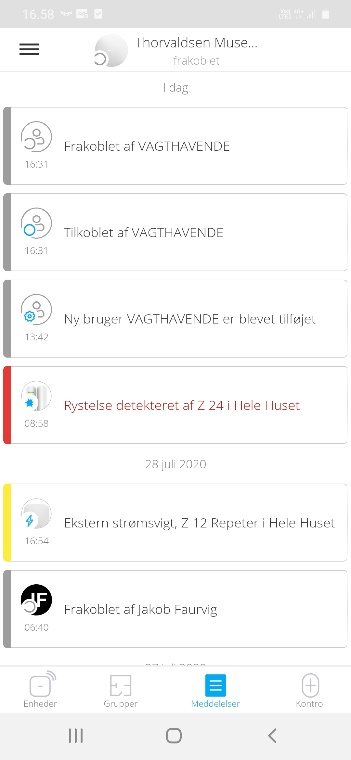 16.58
Thorvaldsen Muse...
frakoblet
I dag
Frakoblet af VAGTHAVENDE
16:31
Tilkoblet af VAGTHAVENDE
16:31
Ny bruger VAGTHAVENDE er blevet tilføjet
13:42
Rystelse detekteret af Z 24 i Hele Huset
08:58
28 juli 2020
Ekstern strømsvigt, Z 12 Repeter i Hele Huset
16:54
JF
Frakoblet af Jakob Faurvig
06:40
Enheder
Grupper
Meddelelser
Kontro